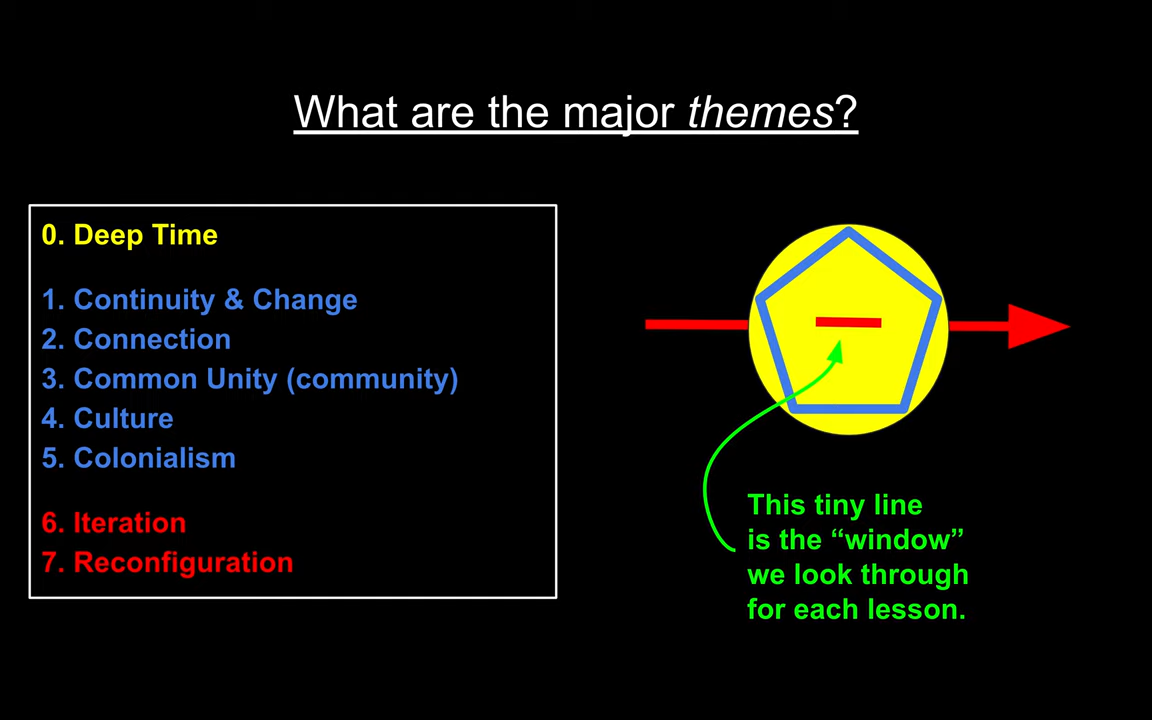 What are the major themes?
0. Deep Time
1. Continuity & Change
2. Connection
3. Common Unity (community)
4. Culture
5. Colonialism
6. Iteration
7. Reconfiguration
This tiny line
is the “window”
we look through
for each lesson.